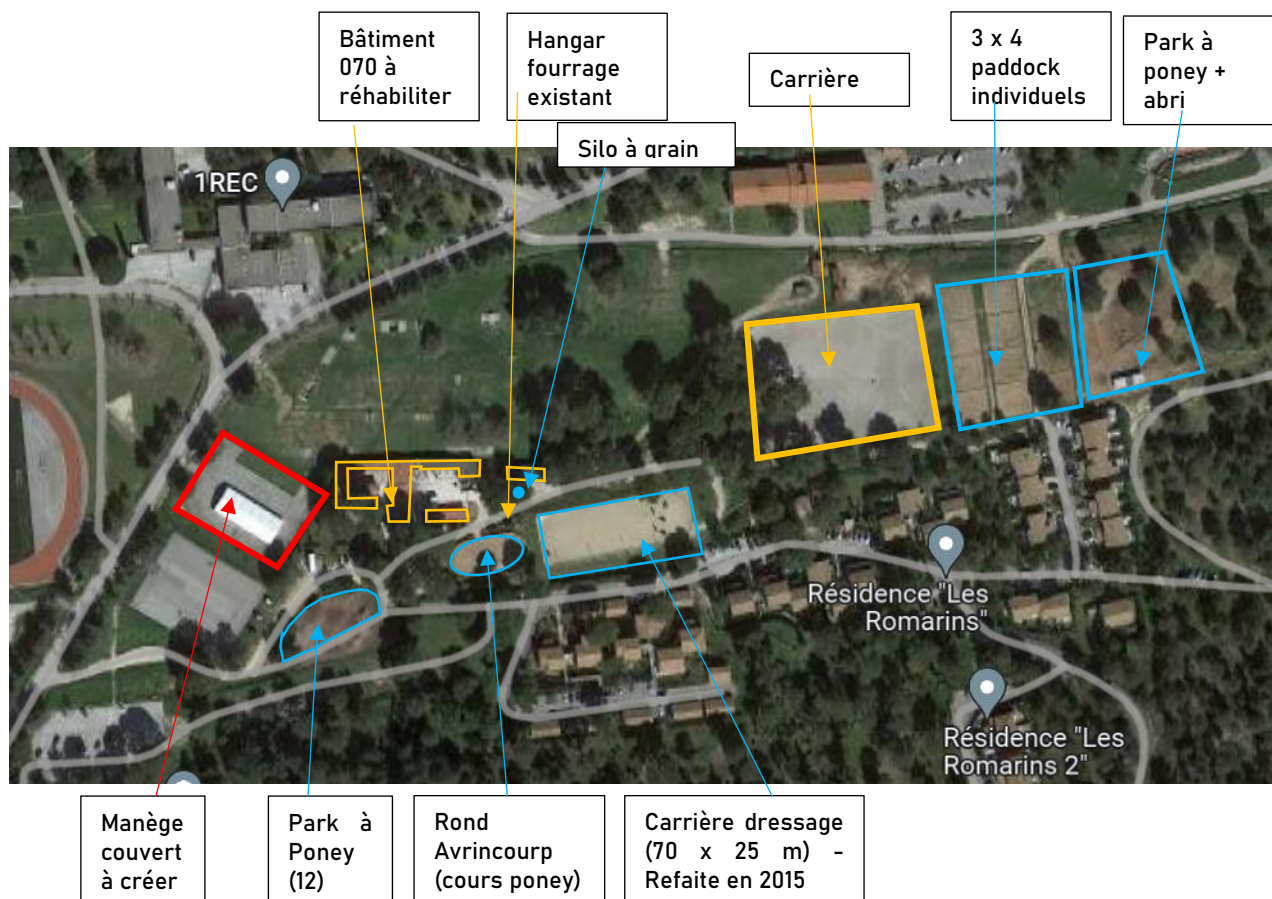 Bâtiment
070 à
réhabiliter
Hangar
fourrage
existant
Silo à grain
Carrière
3 x 4
paddock
individuels
Park à
poney +
abri
1REC
Résidence "Les
Romarins"
Résidence "Les
Romarins 2"
Manège
couvert
à créer
Park à
Poney
(12)
Rond
Avrincourp
(cours poney)
Carrière dressage
(70 x 25 m) –
Refaite en 2015